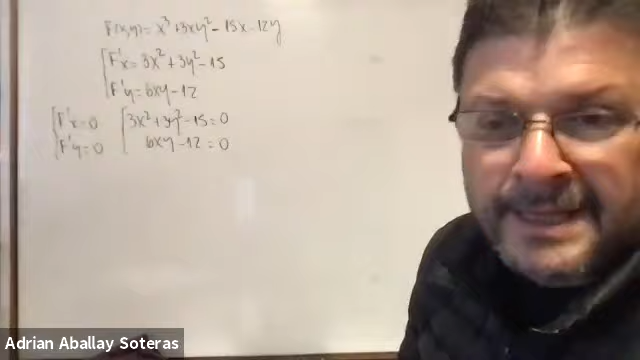 F(x,y) = x³ + 3xy² - 15x - 12y
F'x = 3x² + 3y² - 15
F'y = 6xy - 12
F'x = 0 3x² + 3y² - 15 = 0
F'y = 0 6xy - 12 = 0
Adrian Aballay Soteras